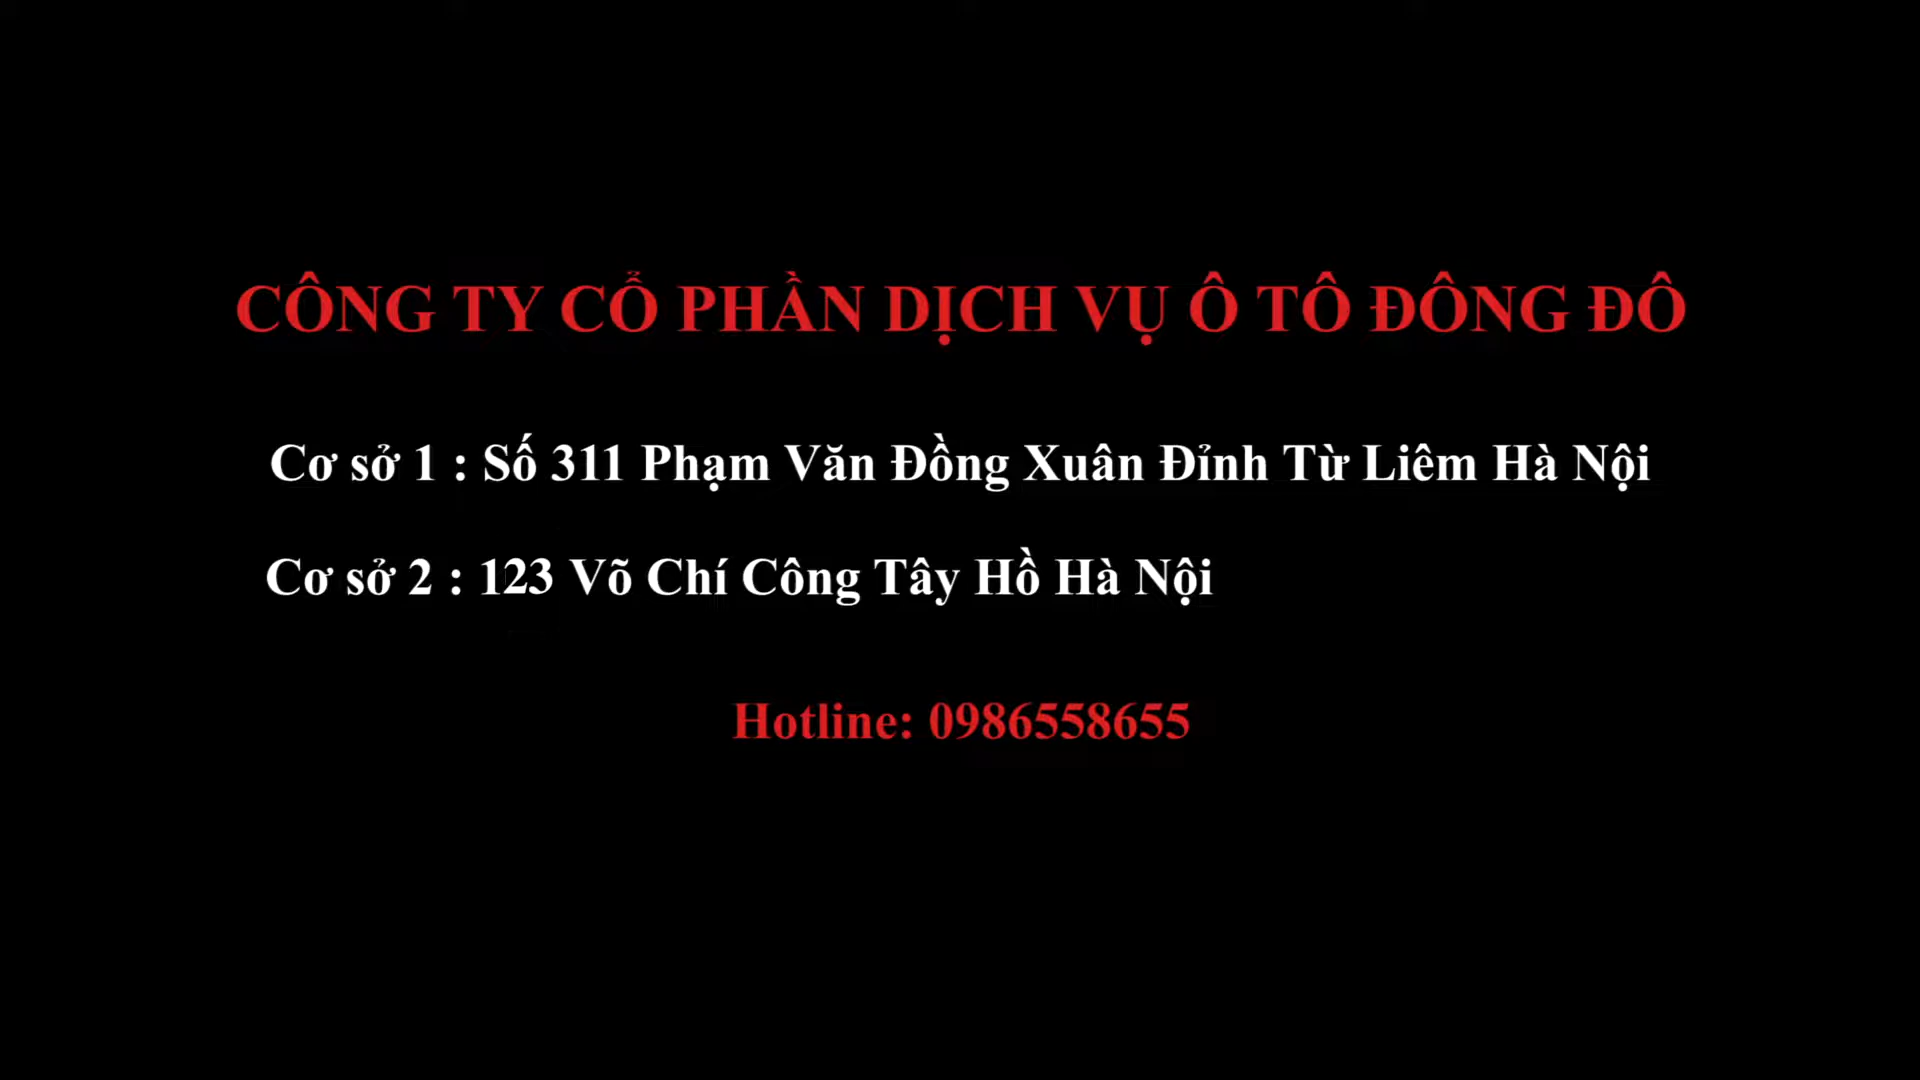 CÔNG TY CỔ PHẦN DỊCH VỤ Ô TÔ ĐÔNG ĐÔ
Cơ sở 1 : Số 311 Phạm Văn Đồng Xuân Đỉnh Từ Liêm Hà Nội
Cơ sở 2 : 123 Võ Chí Công Tây Hồ Hà Nội
Hotline: 0986558655